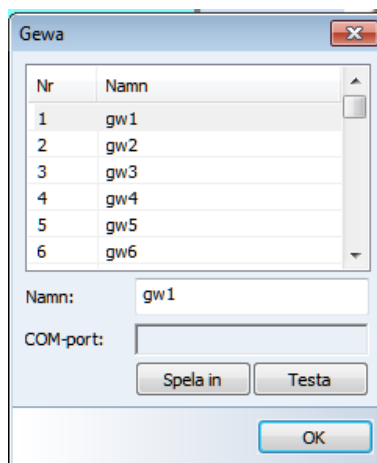 Gewa
Nr Namn
1 gw1
2 gw2
3 gw3
4 gw4
5 gw5
6 gw6
Namn: gw1
COM-port:
Spela in Testa
OK